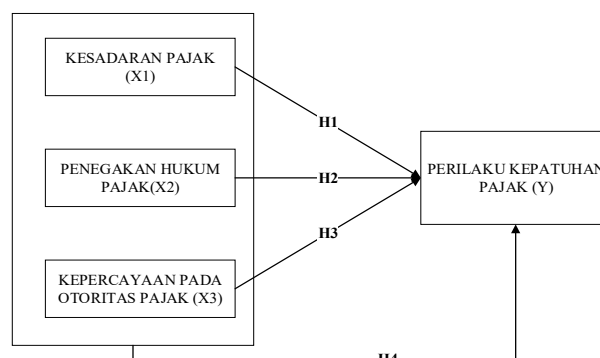 KESADARAN PAJAK
(X1)
H1
PENEGAKAN HUKUM
PAJAK(X2)
H2
PERILAKU KEPATUHAN
PAJAK (Y)
H3
KEPERCAYAAN PADA
OTORITAS PAJAK (X3)
H4